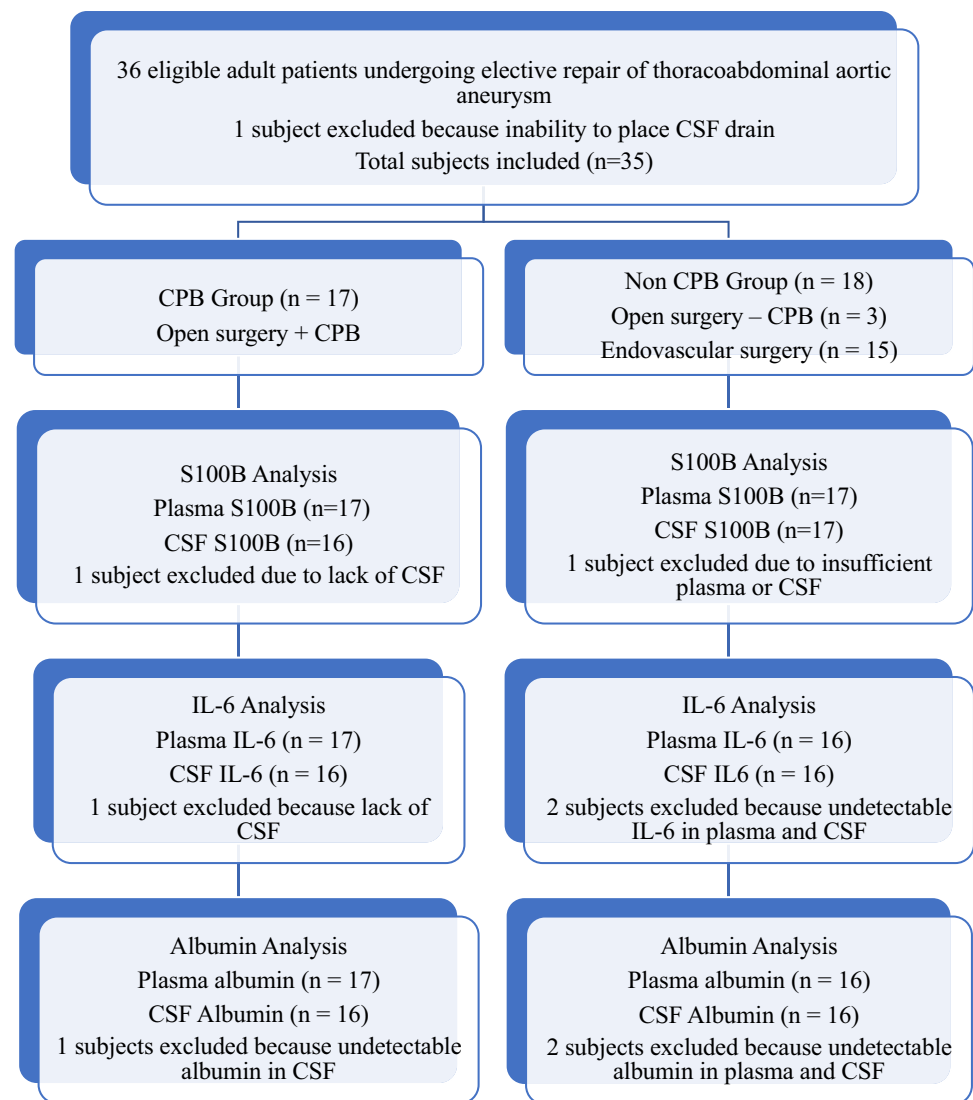 36 eligible adult patients undergoing elective repair of thoracoabdominal aortic
aneurysm
1 subject excluded because inability to place CSF drain
Total subjects included (n=35)
CPB Group (n = 17)
Open surgery + CPB
Non CPB Group (n = 18)
Open surgery – CPB (n = 3)
Endovascular surgery (n = 15)
S100B Analysis
Plasma S100B (n=17)
CSF S100B (n=16)
1 subject excluded due to lack of CSF
S100B Analysis
Plasma S100B (n=17)
CSF S100B (n=17)
1 subject excluded due to insufficient
plasma or CSF
IL-6 Analysis
Plasma IL-6 (n = 17)
CSF IL-6 (n = 16)
1 subject excluded because lack of
CSF
IL-6 Analysis
Plasma IL-6 (n = 16)
CSF IL6 (n = 16)
2 subjects excluded because undetectable
IL-6 in plasma and CSF
Albumin Analysis
Plasma albumin (n = 17)
CSF Albumin (n = 16)
1 subjects excluded because undetectable
albumin in CSF
Albumin Analysis
Plasma albumin (n = 16)
CSF Albumin (n = 16)
2 subjects excluded because undetectable
albumin in plasma and CSF